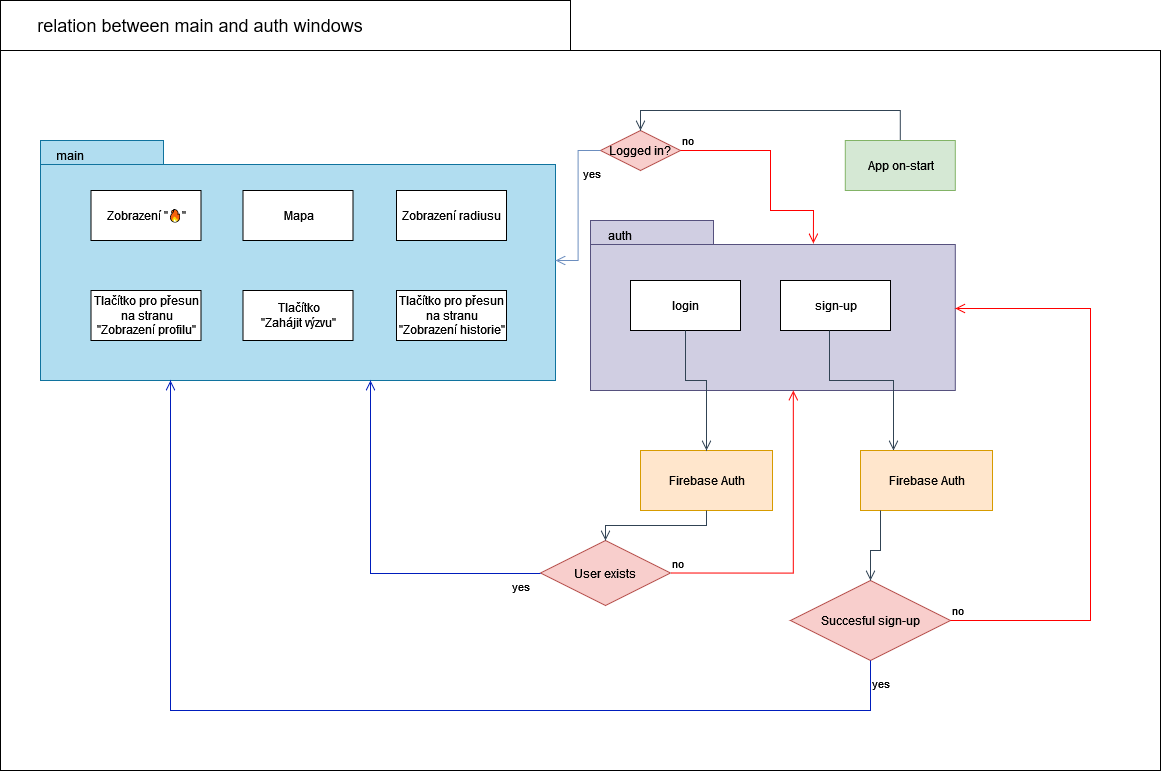 relation between main and auth windows
Logged in?
no
yes
App on-start
main
Zobrazení "🔥"
Mapa
Zobrazení radiusu
Tlačítko pro přesun
na stranu
"Zobrazení profilu"
Tlačítko
"Zahájit výzvu"
Tlačítko pro přesun
na stranu
"Zobrazení historie"
auth
login
sign-up
Firebase Auth
Firebase Auth
User exists
no
yes
Succesful sign-up
no
yes